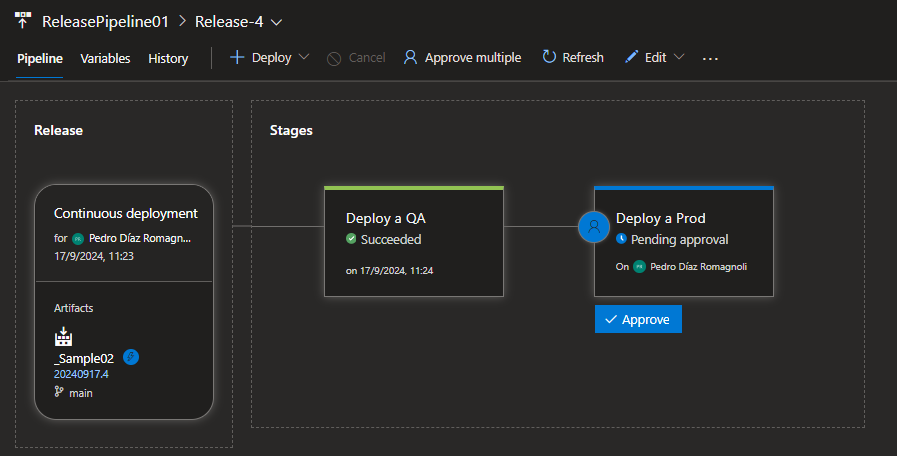 ReleasePipeline01 > Release-4
Pipeline Variables History + Deploy Cancel Approve multiple Refresh Edit ...
Release
Continuous deployment
for Pedro Díaz Romagn...
17/9/2024, 11:23
Artifacts
_Sample02
20240917.4
main
Stages
Deploy a QA
Succeeded
on 17/9/2024, 11:24
Deploy a Prod
Pending approval
On Pedro Díaz Romagnoli
Approve